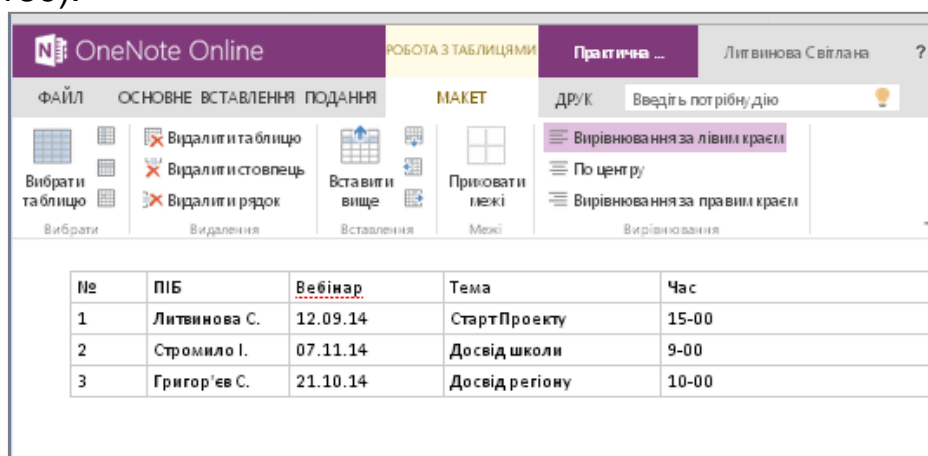 OneNote Online РОБОТА З ТАБЛИЦЯМИ Практична ... Литвинова Світлана ?
ФАЙЛ ОСНОВНЕ ВСТАВЛЕННЯ ПОДАННЯ МАКЕТ ДРУК Введіть потрібну дію
Вибрати таблицю
Видалити таблицю
Видалити стовпець
Видалити рядок
Вставити вище
Приховати межі
Вирівнювання за лівим краєм
По центру
Вирівнювання за правим краєм
Вибрати Видалення Вставлення Межі Вирівнювання
№ ПІБ Вебінар Тема Час
1 Литвинова С. 12.09.14 Старт Проекту 15-00
2 Стромило І. 07.11.14 Досвід школи 9-00
3 Григор'єв С. 21.10.14 Досвід регіону 10-00